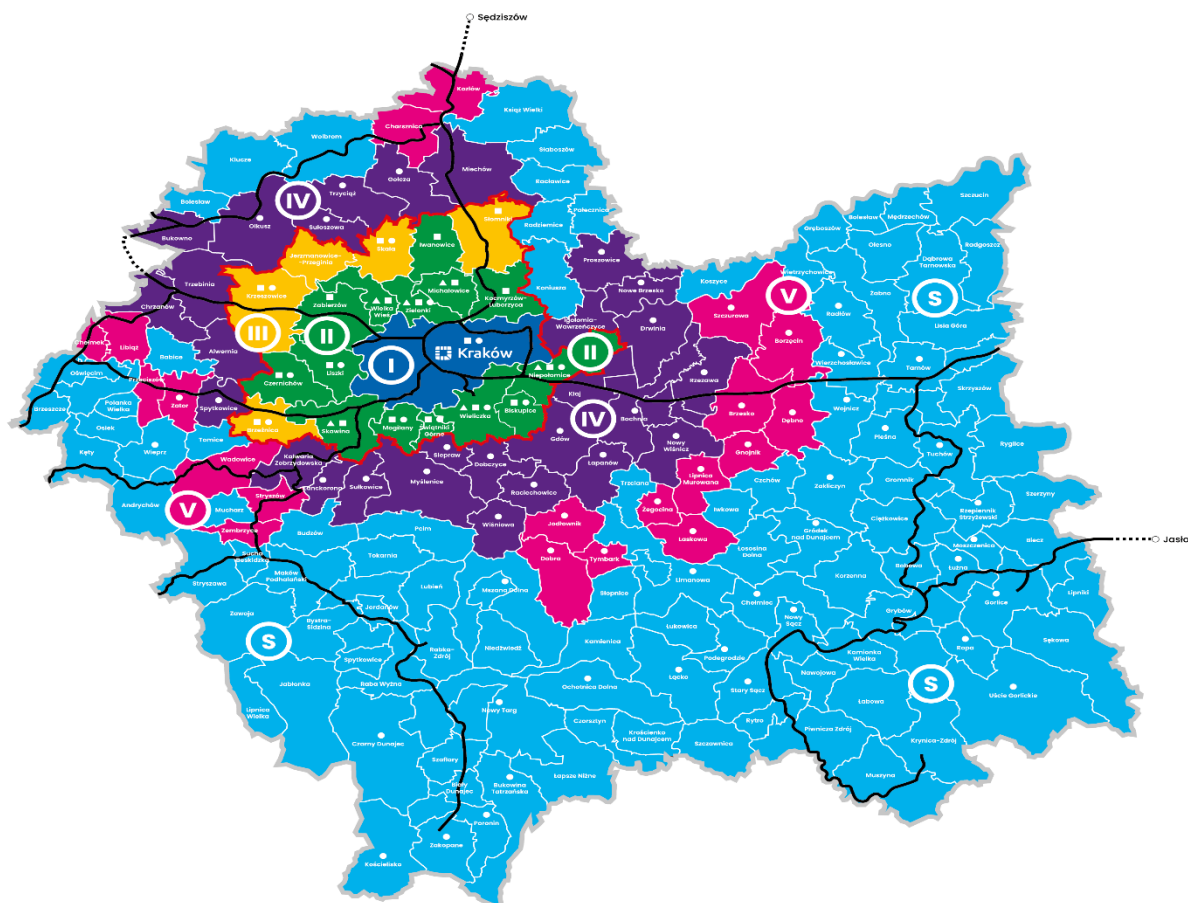 Sędziszów
Kozłów
Książ Wielki
Charsznica
Wolbrom
Słaboszów
Klucze
Miechów
Gołcza
Racławice
Trzyciąż
IV
Bolesław
Pałecznica
Szczucin
Olkusz
Sułoszowa
Słomniki
Radziemice
Mędrzechów
Bolesław
Gręboszów
Bukowno
Skała
Iwanowice
Olesno
Radgoszcz
Jerzmanowice-
Przeginia
Proszowice
Dąbrowa
Tarnowska
Koniusza
Koszyce
Wietrzychowice
Trzebinia
Michałowice
Nowe Brzesko
V
Żabno
S
Krzeszowice
Zabierzów
Wielka
Wieś
Zielonki
Kocmyrzów-
Luborzyca
Szczurowa
Radłów
Chrzanów
Igołomia-
Wawrzeńczyce
Drwinia
Borzęcin
Lisia Góra
III
II
Chełmek
Libiąż
Alwernia
Kraków
II
Babice
I
Wierzchosławice
Tarnów
Oświęcim
Liszki
Niepołomice
Rzezawa
Przeciszów
Czernichów
Skrzyszów
Brzeszcze
Polanka
Wielka
Zator
Spytkowice
Kłaj
Biskupice
Wieliczka
IV
Bochnia
Brzesko
Dębno
Wojnicz
Osiek
Brzeźnica
Skawina
Mogilany
Świątniki
Górne
Pleśna
Tomice
Gdów
Nowy
Wiśnicz
Gnojnik
Tuchów
Ryglice
Kęty
Wieprz
Kalwaria
Zebrzydowska
Siepraw
Wadowice
Dobczyce
Łapanów
Lipnica
Murowana
Myślenice
Sułkowice
Lanckorona
Raciechowice
Trzciana
Czchów
Zakliczyn
Gromnik
Stryszów
Szerzyny
Andrychów
V
Mucharz
Żegocina
Iwkowa
Rzepiennik
Strzyżewski
Wiśniowa
Jodłownik
Ciężkowice
Zembrzyce
Budzów
Pcim
Laskowa
Gródek
nad Dunajcem
Biecz
Jasło
Moszczenica
Sucha
Beskidzka
Tokarnia
Dobra
Tymbark
Łososina
Dolna
Bobowa
Łużna
Stryszawa
Maków
Podhalański
Lubień
Mszana Dolna
Słopnice
Limanowa
Korzenna
Lipniki
Chełmiec
Gorlice
Zawoja
Jordanów
Bystra-
Sidzina
Nowy
Sącz
Grybów
Łukowica
S
Rabka-
Zdrój
Niedźwiedź
Kamienica
Sękowa
Ropa
Spytkowice
Podegrodzie
Kamionka
Wielka
Jabłonka
Raba Wyżna
Łącko
Nawojowa
S
Ochotnica Dolna
Stary Sącz
Uście Gorlickie
Łabowa
Lipnica
Wielka
Nowy Targ
Czorsztyn
Krościenko
nad Dunajcem
Rytro
Piwniczna Zdrój
Czarny Dunajec
Szczawnica
Krynica-Zdrój
Szaflary
Łapsze Niżne
Muszyna
Biały
Dunajec
Bukowina
Tatrzańska
Poronin
Zakopane
Kościelisko